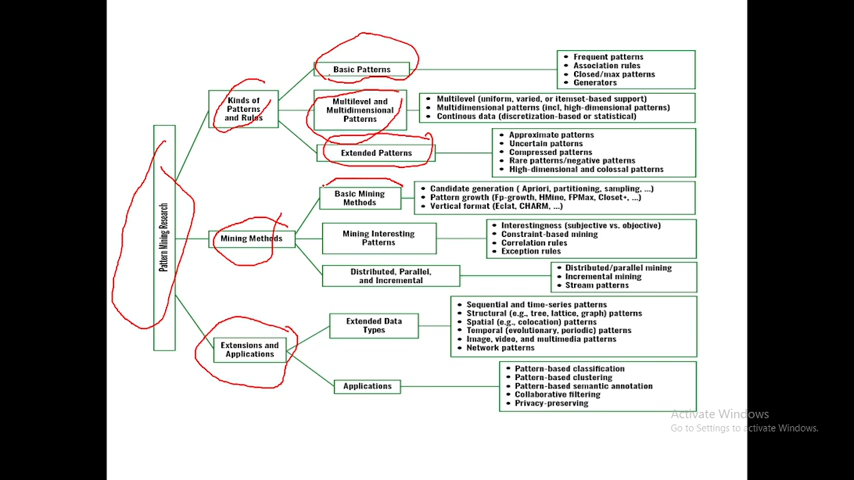 Pattern Mining Research
Kinds of
Patterns
and Rules
Basic Patterns
• Frequent patterns
• Association rules
• Closed/max patterns
• Generators
Multilevel and
Multidimensional
Patterns
• Multilevel (uniform, varied, or itemset-based support)
• Multidimensional patterns (incl, high-dimensional patterns)
• Continous data (discretization-based or statistical)
Extended Patterns
• Approximate patterns
• Uncertain patterns
• Compressed patterns
• Rare patterns/negative patterns
• High-dimensional and colossal patterns
Mining Methods
Basic Mining
Methods
• Candidate generation ( Apriori, partitioning, sampling, ...)
• Pattern growth (Fp-growth, HMino, FPMax, Closet+, ...)
• Vertical format (Eclat, CHARM, ...)
Mining Interesting
Patterns
• Interestingness (subjective vs. objective)
• Constraint-based mining
• Correlation rules
• Exception rules
Distributed, Parallel,
and Incremental
• Distributed/parallel mining
• Incremental mining
• Stream patterns
Extensions and
Applications
Extended Data
Types
• Sequential and time-series patterns
• Structural (e.g., tree, lattice, graph) patterns
• Spatial (e.g., colocation) patterns
• Temporal (evolutionary, periodic) patterns
• Image, video, and multimedia patterns
• Network patterns
Applications
• Pattern-based classification
• Pattern-based clustering
• Pattern-based semantic annotation
• Collaborative filtering
• Privacy-preserving
Activate Windows
Go to Settings to activate Windows.